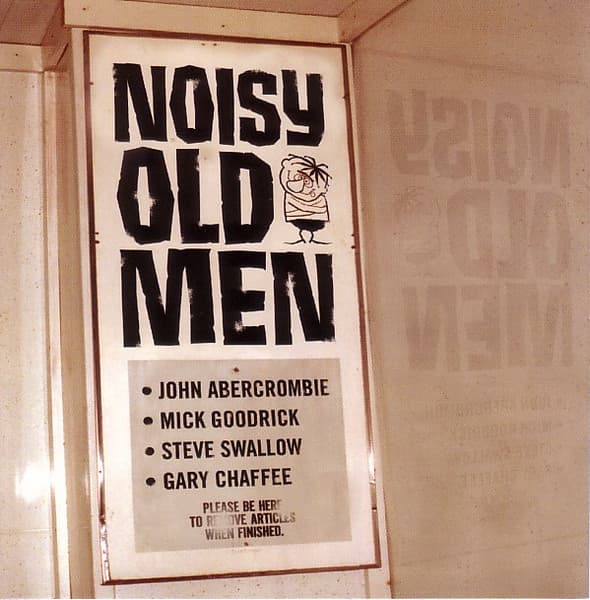 NOISY
OLD
MEN
• JOHN ABERCROMBIE
• MICK GOODRICK
• STEVE SWALLOW
• GARY CHAFFEE
PLEASE BE HERE
TO REMOVE ARTICLES
WHEN FINISHED.